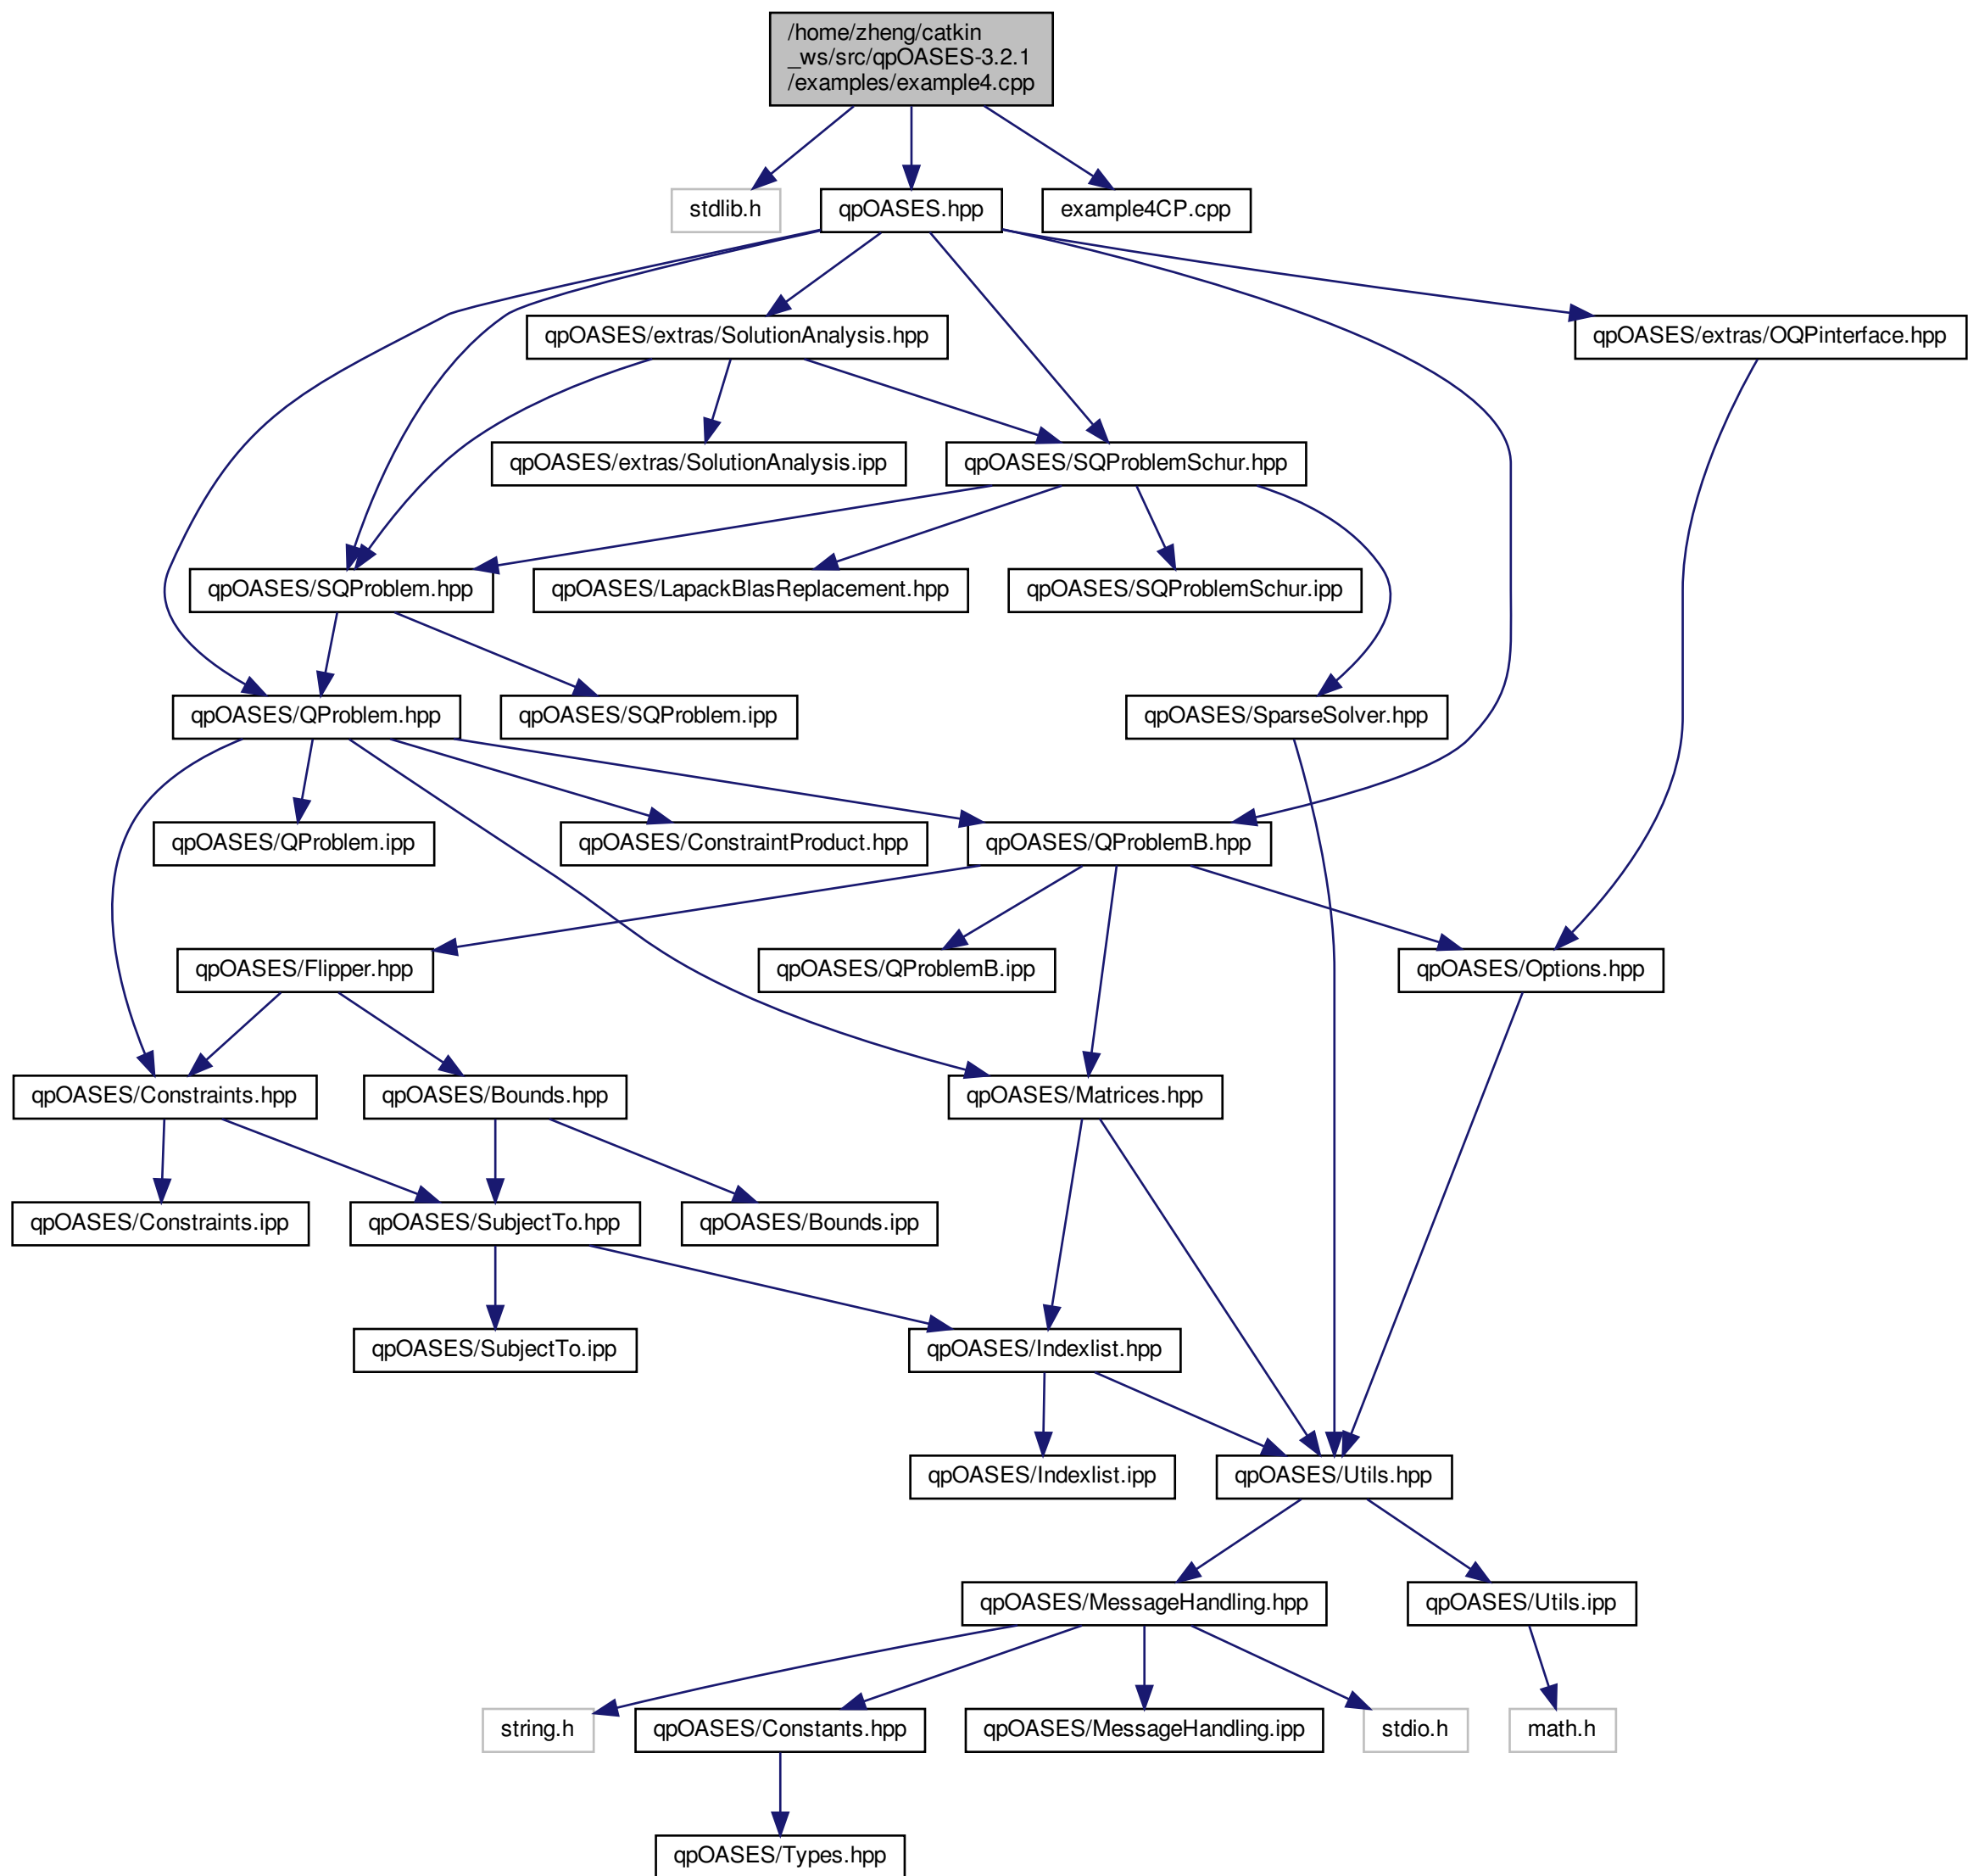 /home/zheng/catkin
_ws/src/qpOASES-3.2.1
/examples/example4.cpp
stdlib.h
qpOASES.hpp
example4CP.cpp
qpOASES/extras/SolutionAnalysis.hpp
qpOASES/extras/OQPinterface.hpp
qpOASES/extras/SolutionAnalysis.ipp
qpOASES/SQProblemSchur.hpp
qpOASES/SQProblem.hpp
qpOASES/LapackBlasReplacement.hpp
qpOASES/SQProblemSchur.ipp
qpOASES/QProblem.hpp
qpOASES/SQProblem.ipp
qpOASES/SparseSolver.hpp
qpOASES/QProblem.ipp
qpOASES/ConstraintProduct.hpp
qpOASES/QProblemB.hpp
qpOASES/Flipper.hpp
qpOASES/QProblemB.ipp
qpOASES/Options.hpp
qpOASES/Constraints.hpp
qpOASES/Bounds.hpp
qpOASES/Matrices.hpp
qpOASES/Constraints.ipp
qpOASES/SubjectTo.hpp
qpOASES/Bounds.ipp
qpOASES/SubjectTo.ipp
qpOASES/Indexlist.hpp
qpOASES/Indexlist.ipp
qpOASES/Utils.hpp
qpOASES/MessageHandling.hpp
qpOASES/Utils.ipp
string.h
qpOASES/Constants.hpp
qpOASES/MessageHandling.ipp
stdio.h
math.h
qpOASES/Types.hpp